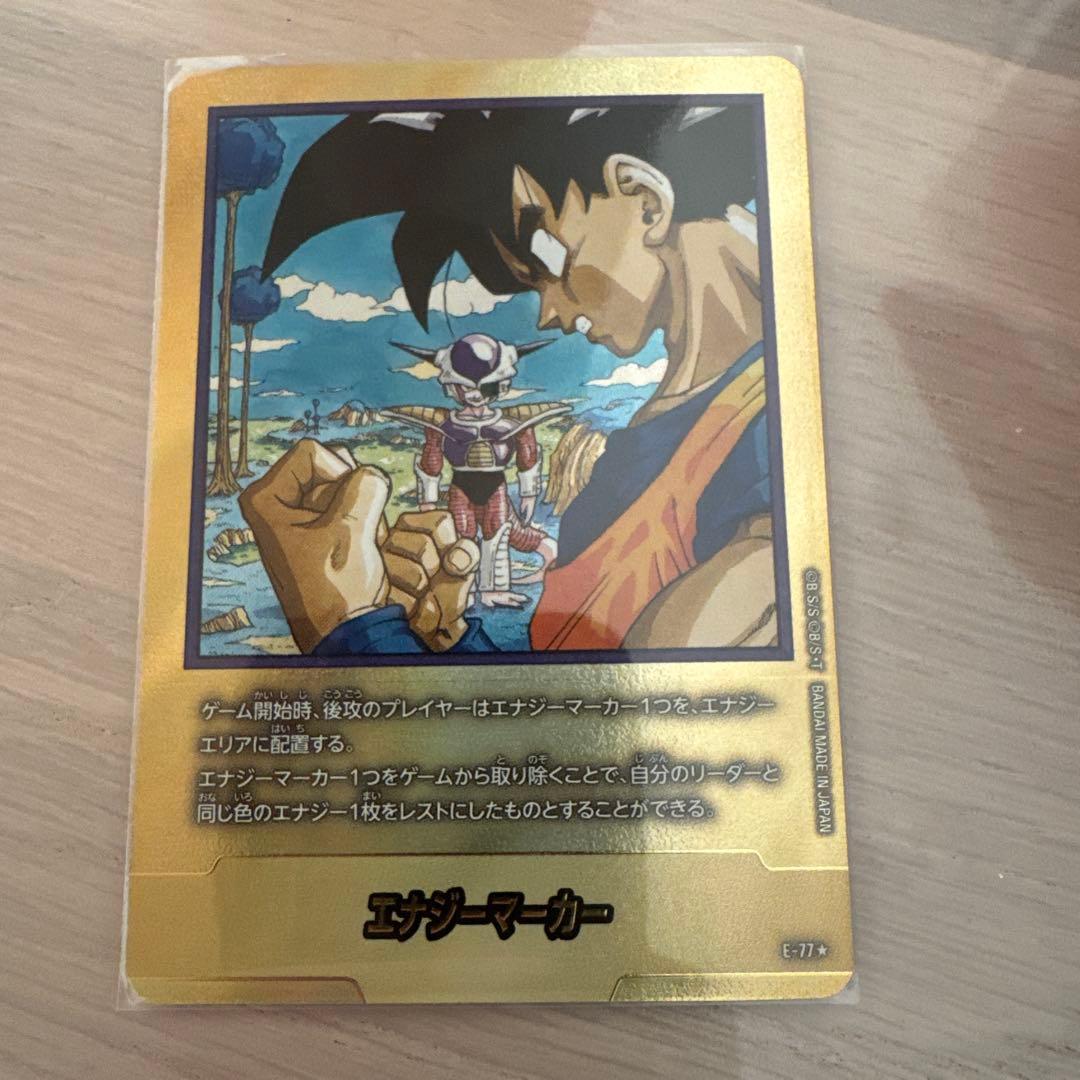 ゲーム開始時、後攻のプレイヤーはエナジーマーカー1つを、エナジー
エリアに配置する。
エナジーマーカー1つをゲームから取り除くことで、自分のリーダーと
同じ色のエナジー1枚をレストにしたものとすることができる。
エナジーマーカー
E-77★
©B.S/S ©B/S・T BANDAI MADE IN JAPAN